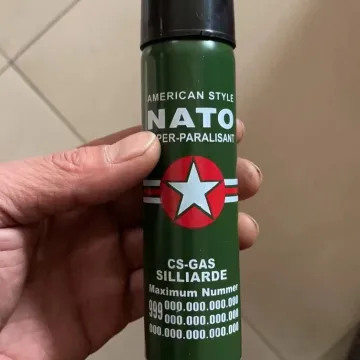 AMERICAN STYLE
NATO
PER-PARALISANT
CS-GAS
SILLIARDE
Maximum Nummer
999 000.000.000.000
000.000.000.000
000.000.000.000.000